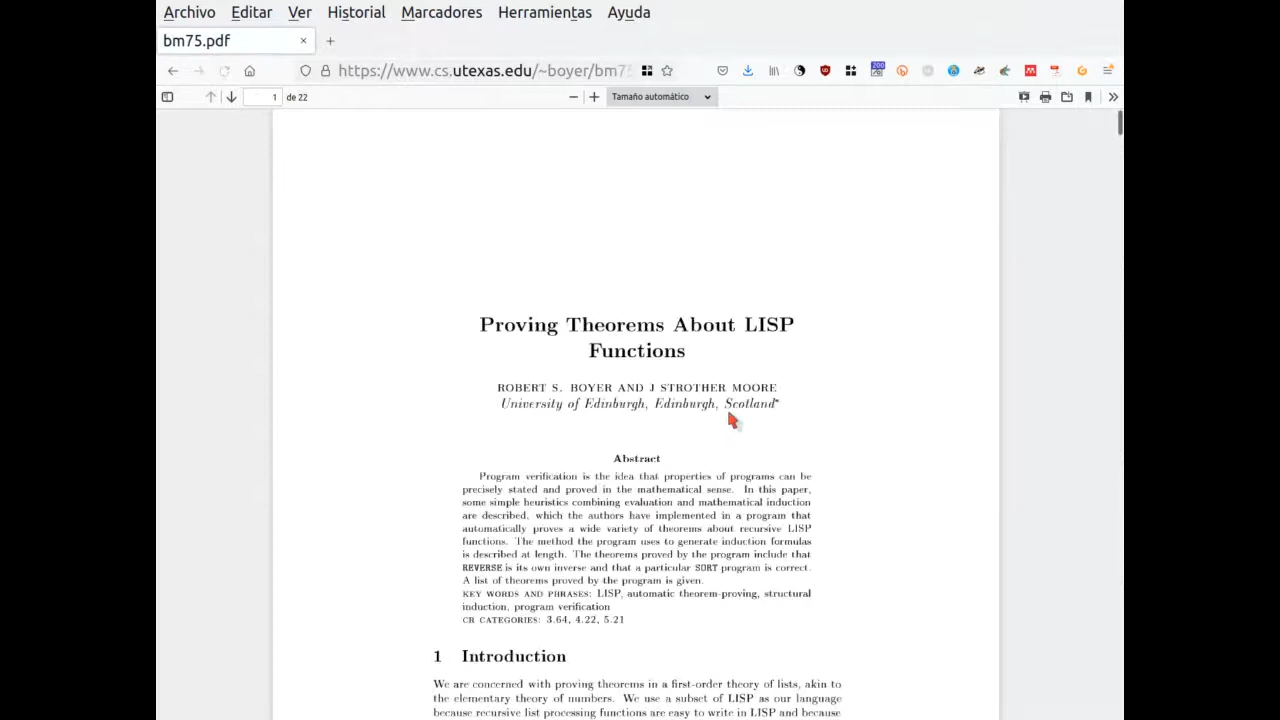 Archivo Editar Ver Historial Marcadores Herramientas Ayuda
bm75.pdf × +
https://www.cs.utexas.edu/~boyer/bm75
200
1 de 22 − + Tamaño automático
Proving Theorems About LISP
Functions
ROBERT S. BOYER AND J STROTHER MOORE
University of Edinburgh, Edinburgh, Scotland*
Abstract
Program verification is the idea that properties of programs can be
precisely stated and proved in the mathematical sense. In this paper,
some simple heuristics combining evaluation and mathematical induction
are described, which the authors have implemented in a program that
automatically proves a wide variety of theorems about recursive LISP
functions. The method the program uses to generate induction formulas
is described at length. The theorems proved by the program include that
REVERSE is its own inverse and that a particular SORT program is correct.
A list of theorems proved by the program is given.
KEY WORDS AND PHRASES: LISP, automatic theorem-proving, structural
induction, program verification
CR CATEGORIES: 3.64, 4.22, 5.21
1 Introduction
We are concerned with proving theorems in a first-order theory of lists, akin to
the elementary theory of numbers. We use a subset of LISP as our language
because recursive list processing functions are easy to write in LISP and because